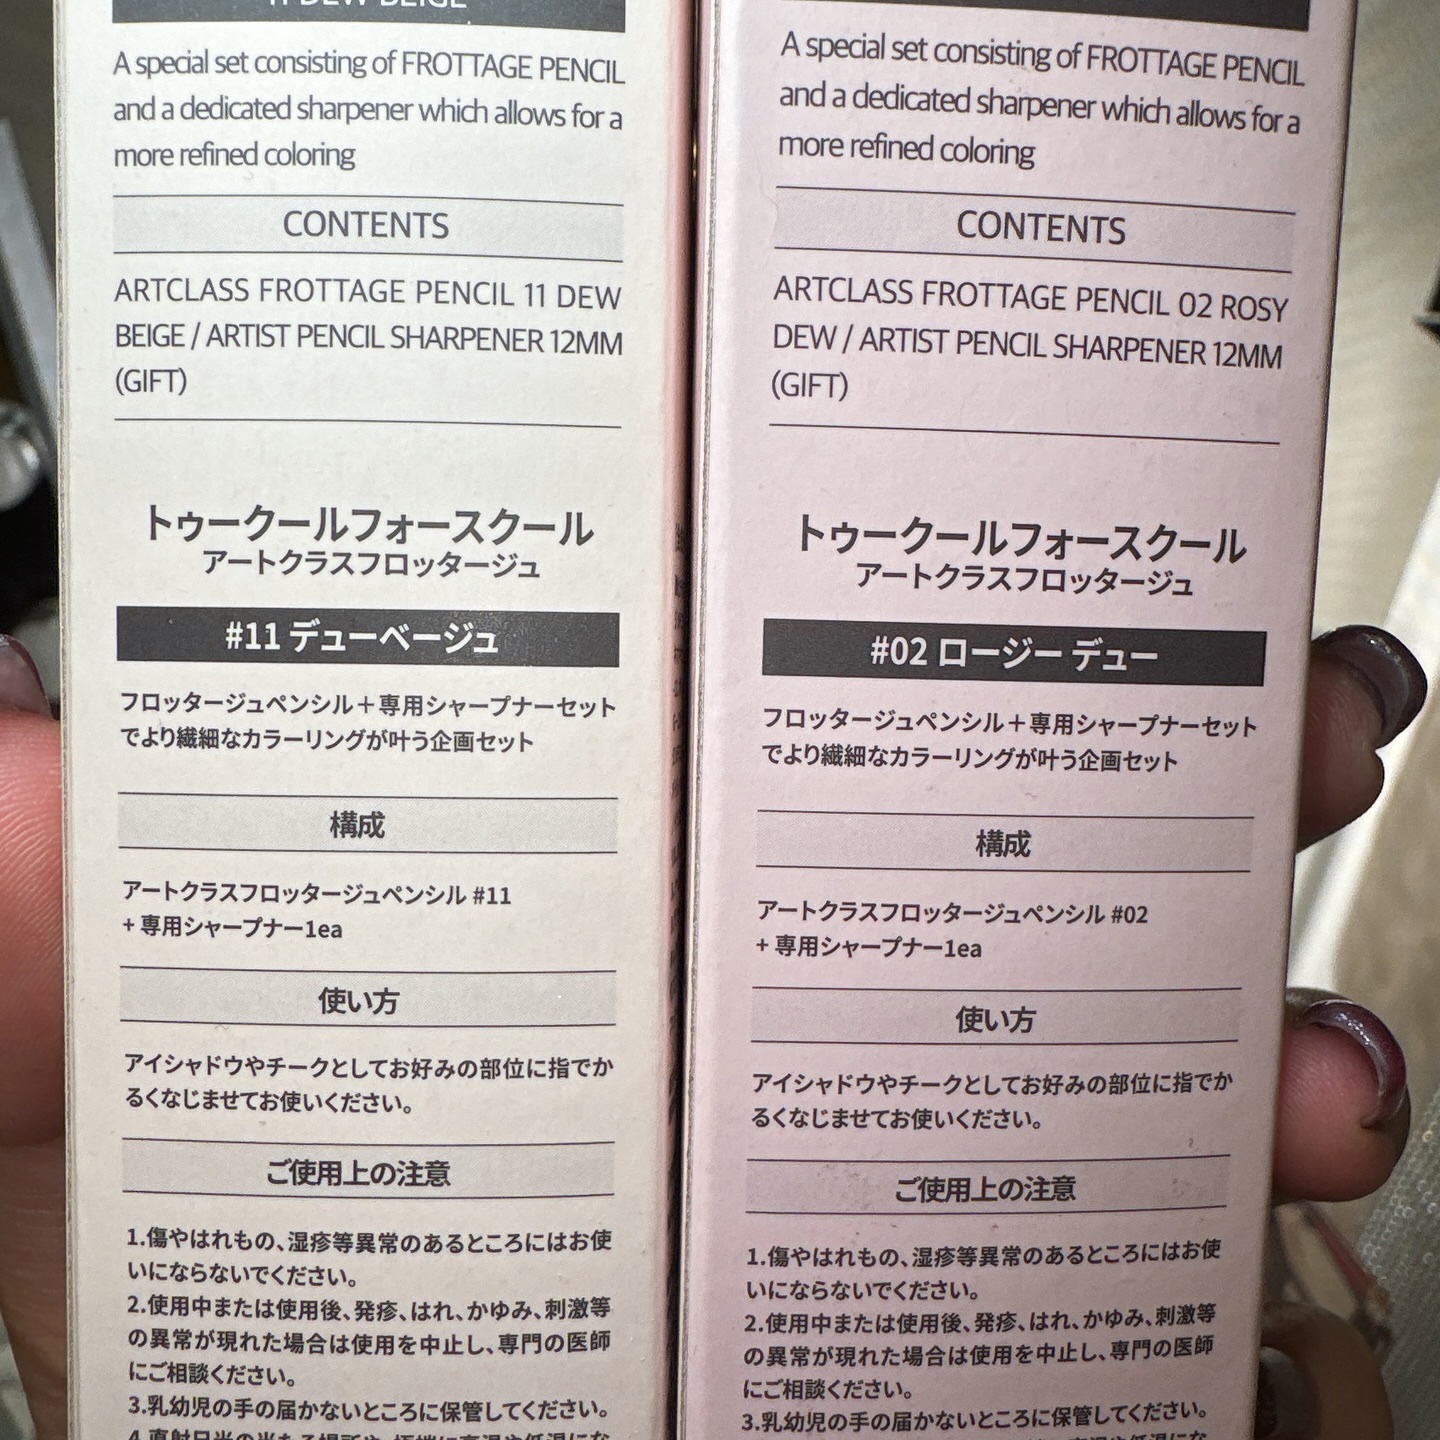 11 DEW BEIGE
A special set consisting of FROTTAGE PENCIL
and a dedicated sharpener which allows for a
more refined coloring
CONTENTS
ARTCLASS FROTTAGE PENCIL 11 DEW
BEIGE / ARTIST PENCIL SHARPENER 12MM
(GIFT)
トゥークールフォースクール
アートクラスフロッタージュ
#11 デューベージュ
フロッタージュペンシル＋専用シャープナーセット
でより繊細なカラーリングが叶う企画セット
構成
アートクラスフロッタージュペンシル #11
+ 専用シャープナー1ea
使い方
アイシャドウやチークとしてお好みの部位に指でか
るくなじませてお使いください。
ご使用上の注意
1.傷やはれもの、湿疹等異常のあるところにはお使
いにならないでください。
2.使用中または使用後、発疹、はれ、かゆみ、刺激等
の異常が現れた場合は使用を中止し、専門の医師
にご相談ください。
3.乳幼児の手の届かないところに保管してください。
4.直射日光の当たる場所や、極端に高温や低温にな
A special set consisting of FROTTAGE PENCIL
and a dedicated sharpener which allows for a
more refined coloring
CONTENTS
ARTCLASS FROTTAGE PENCIL 02 ROSY
DEW / ARTIST PENCIL SHARPENER 12MM
(GIFT)
トゥークールフォースクール
アートクラスフロッタージュ
#02 ロージー デュー
フロッタージュペンシル＋専用シャープナーセット
でより繊細なカラーリングが叶う企画セット
構成
アートクラスフロッタージュペンシル #02
+ 専用シャープナー1ea
使い方
アイシャドウやチークとしてお好みの部位に指でか
るくなじませてお使いください。
ご使用上の注意
1.傷やはれもの、湿疹等異常のあるところにはお使
いにならないでください。
2.使用中または使用後、発疹、はれ、かゆみ、刺激等
の異常が現れた場合は使用を中止し、専門の医師
にご相談ください。
3.乳幼児の手の届かないところに保管してください。